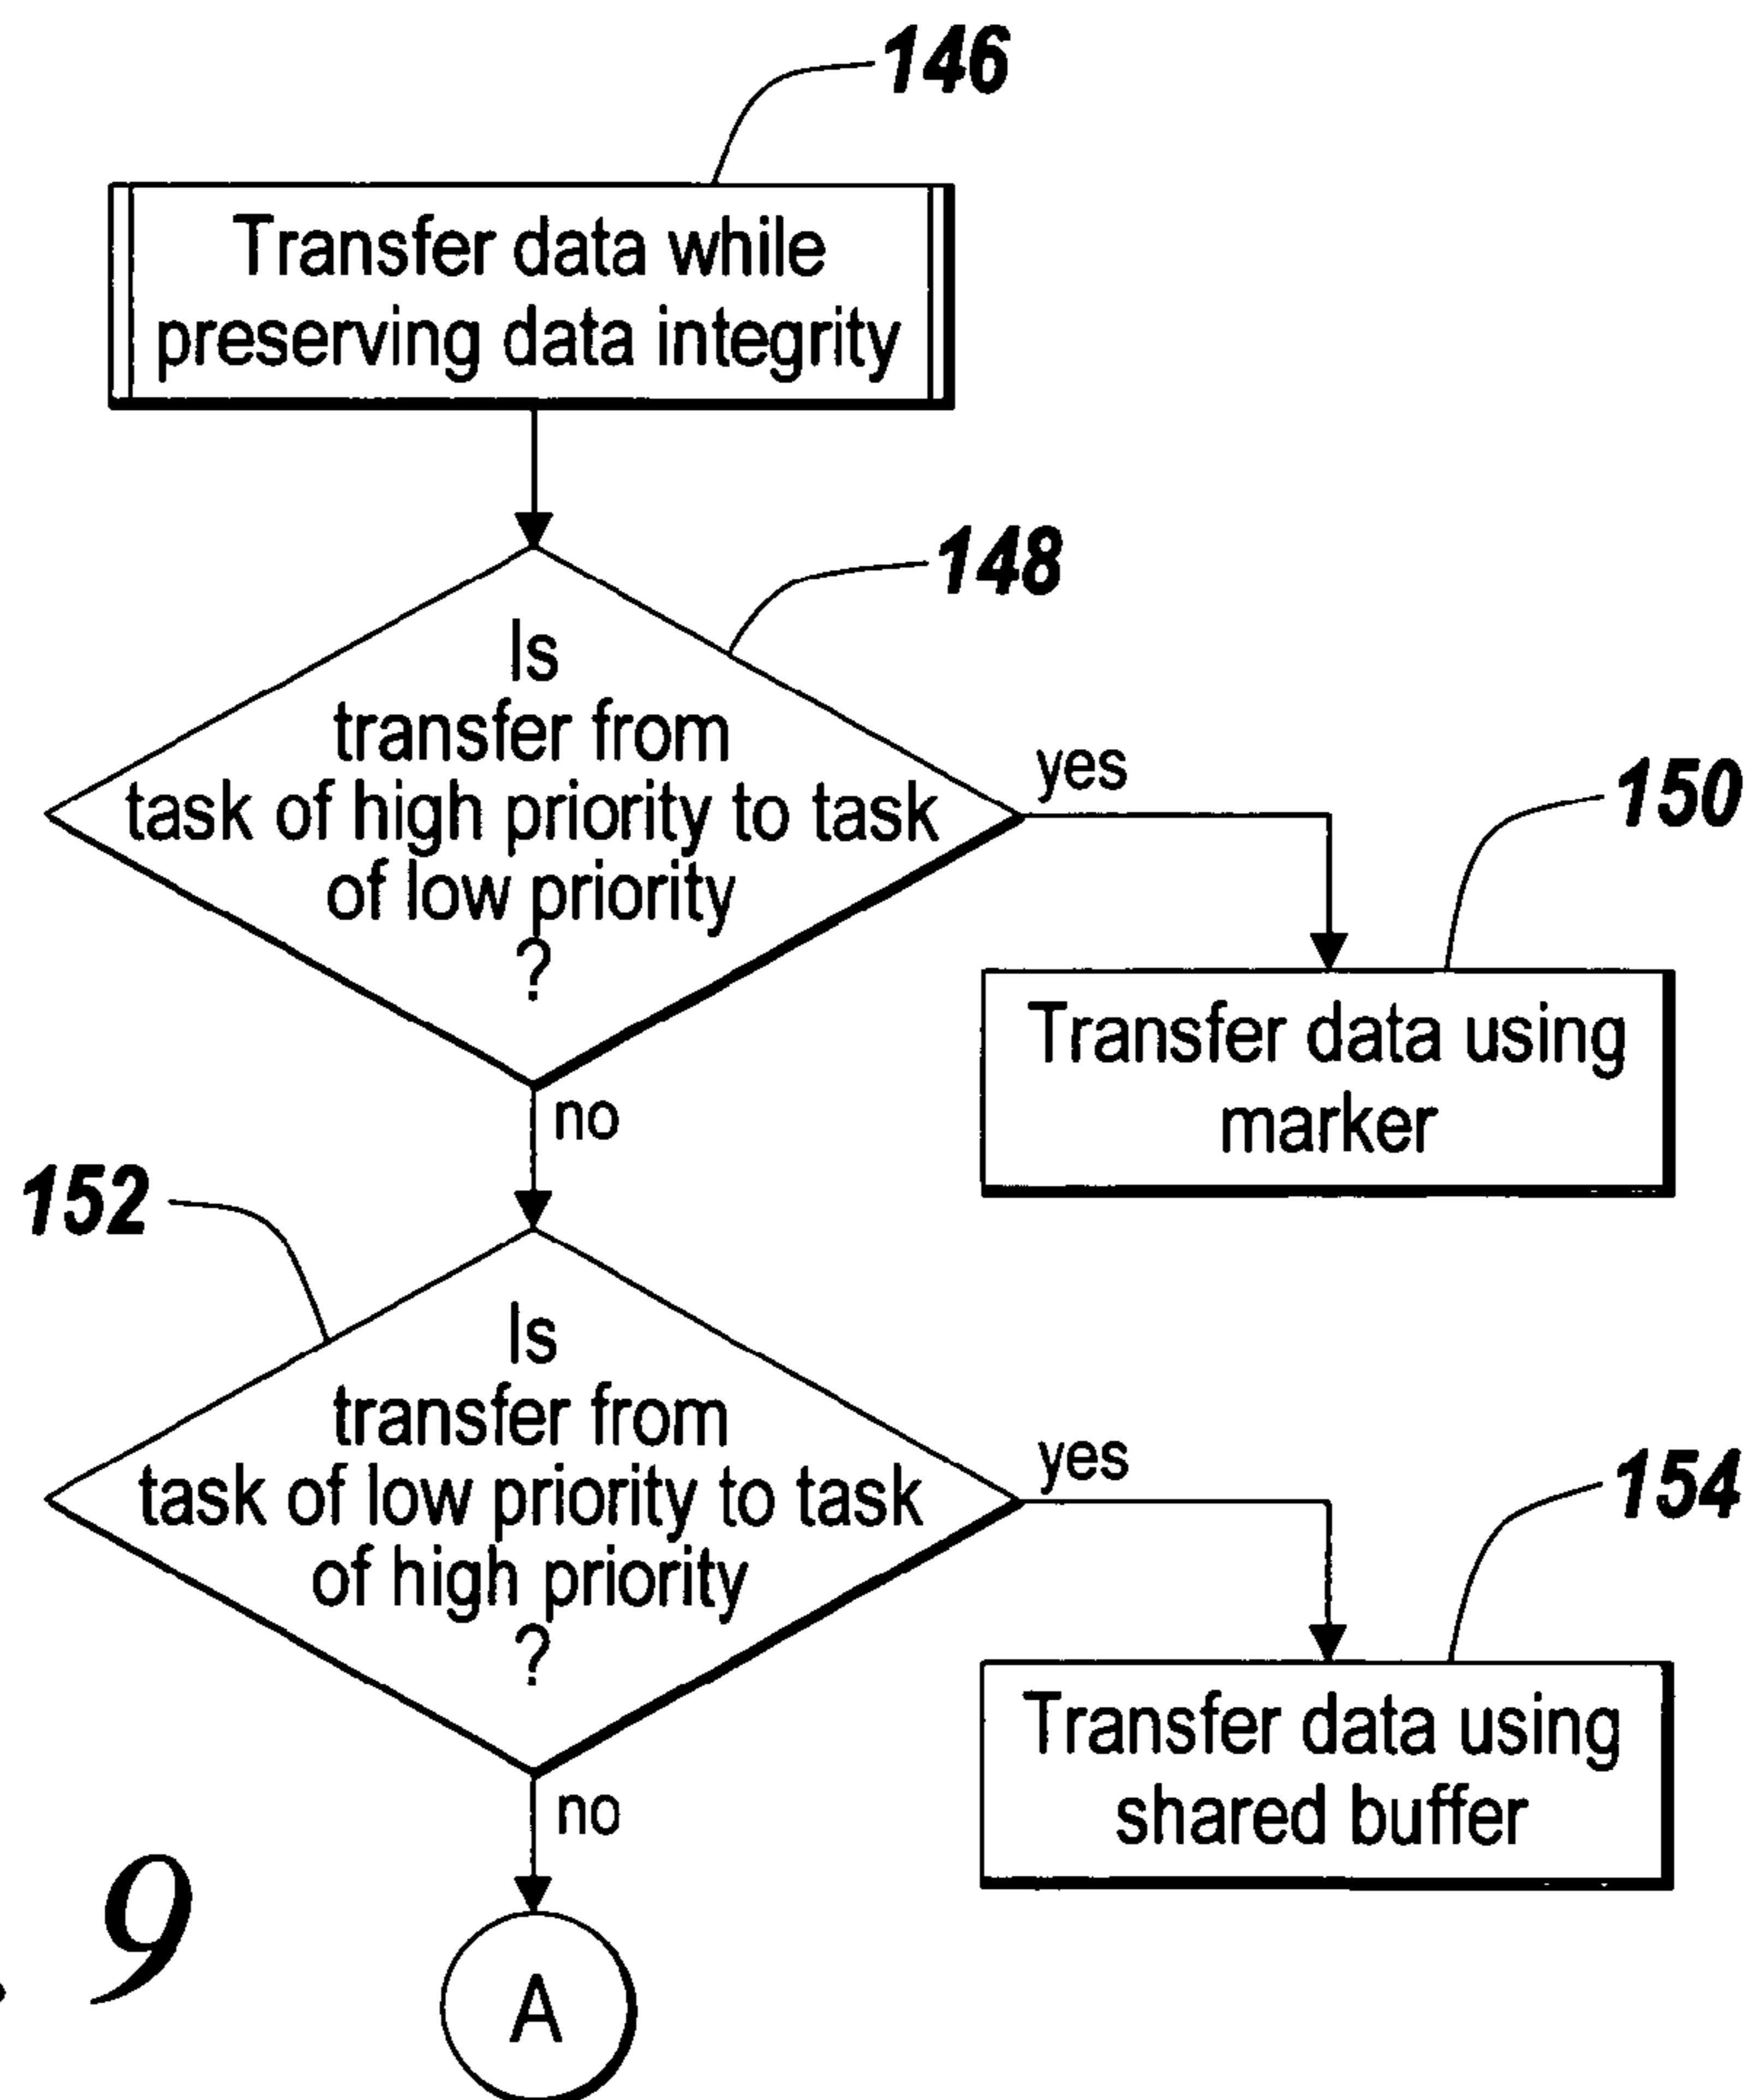 146
Transfer data while
preserving data integrity
148
Is
transfer from
task of high priority to task
of low priority
?
yes
150
Transfer data using
marker
no
152
Is
transfer from
task of low priority to task
of high priority
?
yes
154
Transfer data using
shared buffer
no
A
. 9